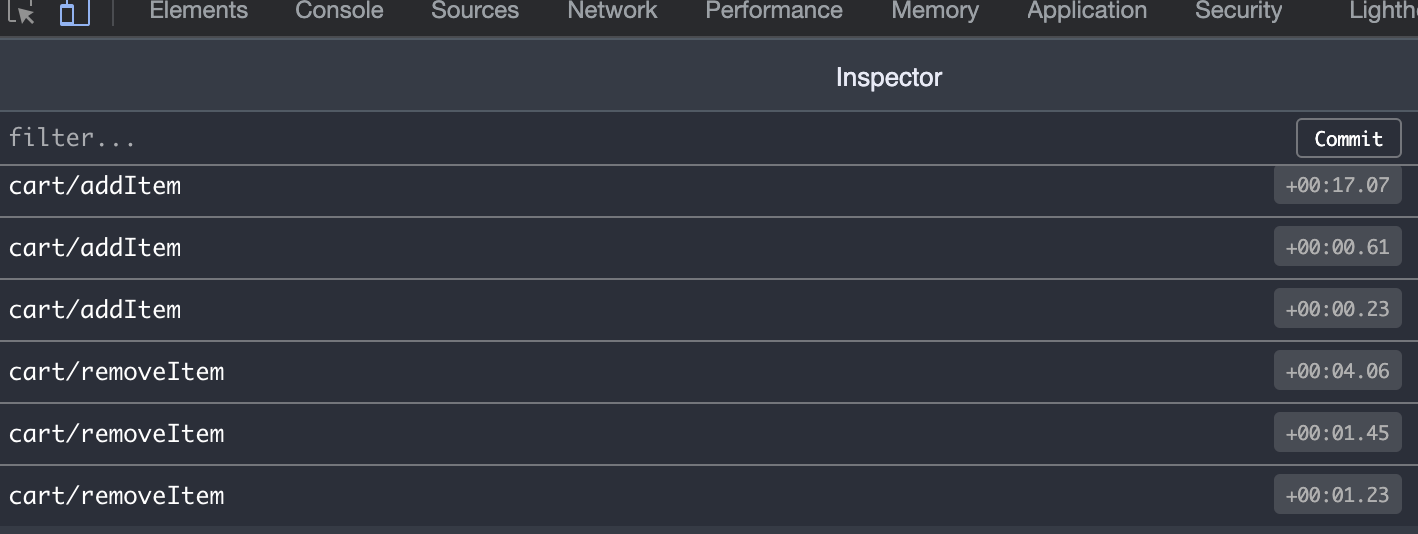 Elements Console Sources Network Performance Memory Application Security
Inspector
filter... Commit
cart/addItem +00:17.07
cart/addItem +00:00.61
cart/addItem +00:00.23
cart/removeItem +00:04.06
cart/removeItem +00:01.45
cart/removeItem +00:01.23